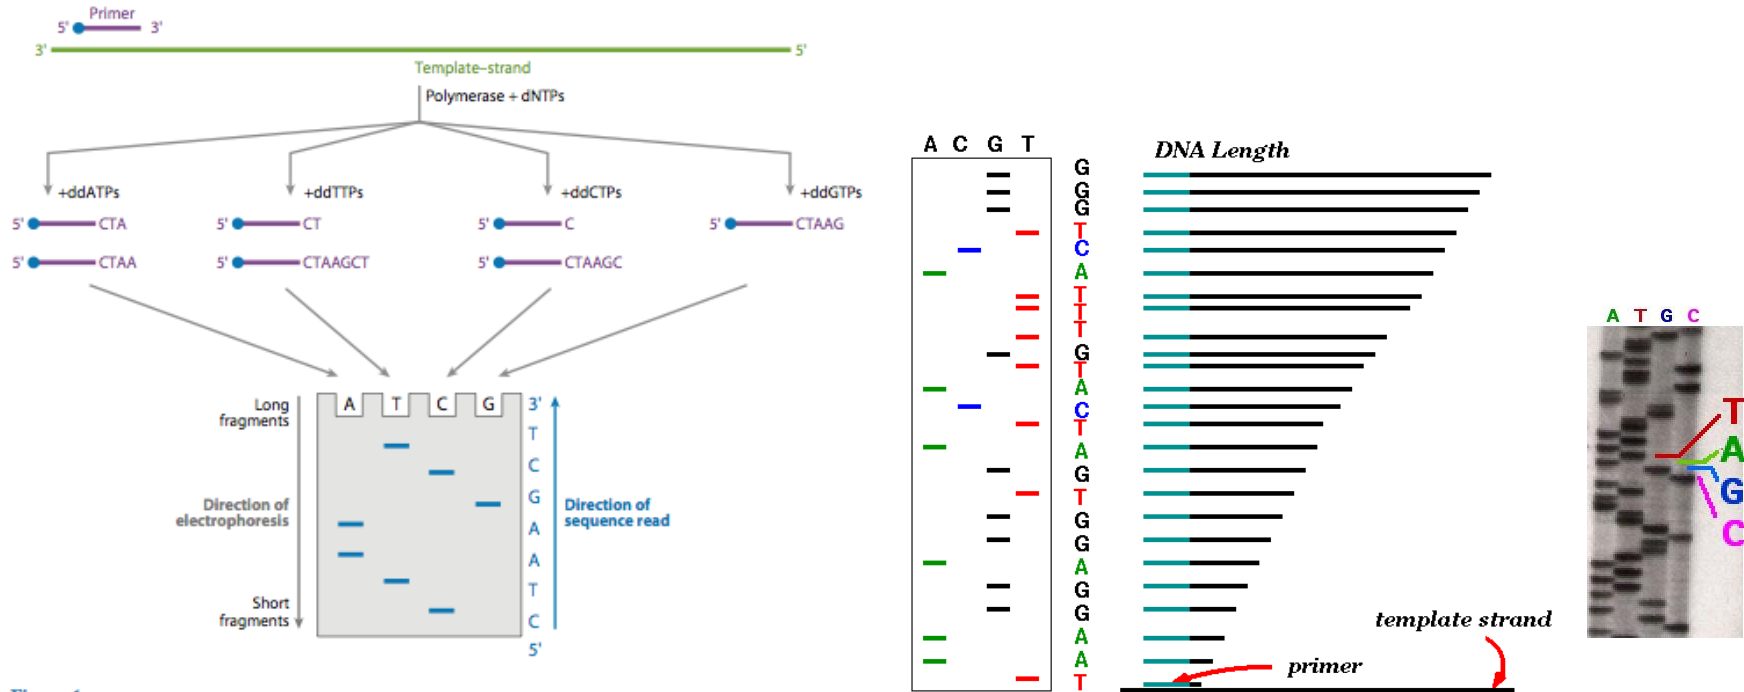 Primer
5' 3'
3' 5'
Template-strand
Polymerase + dNTPs
+ddATPs +ddTTPs +ddCTPs +ddGTPs
5' CTA 5' CT 5' C 5' CTAAG
5' CTAA 5' CTAAGCT 5' CTAAGC
Long
fragments
A T C G
3'
T
C
G
A
A
T
C
5'
Direction of
electrophoresis
Direction of
sequence read
Short
fragments
A C G T
DNA Length
G
G
G
T
C
A
T
T
T
G
T
A
C
T
A
G
T
G
G
A
G
G
A
A
T
template strand
primer
A T G C
T
A
G
C